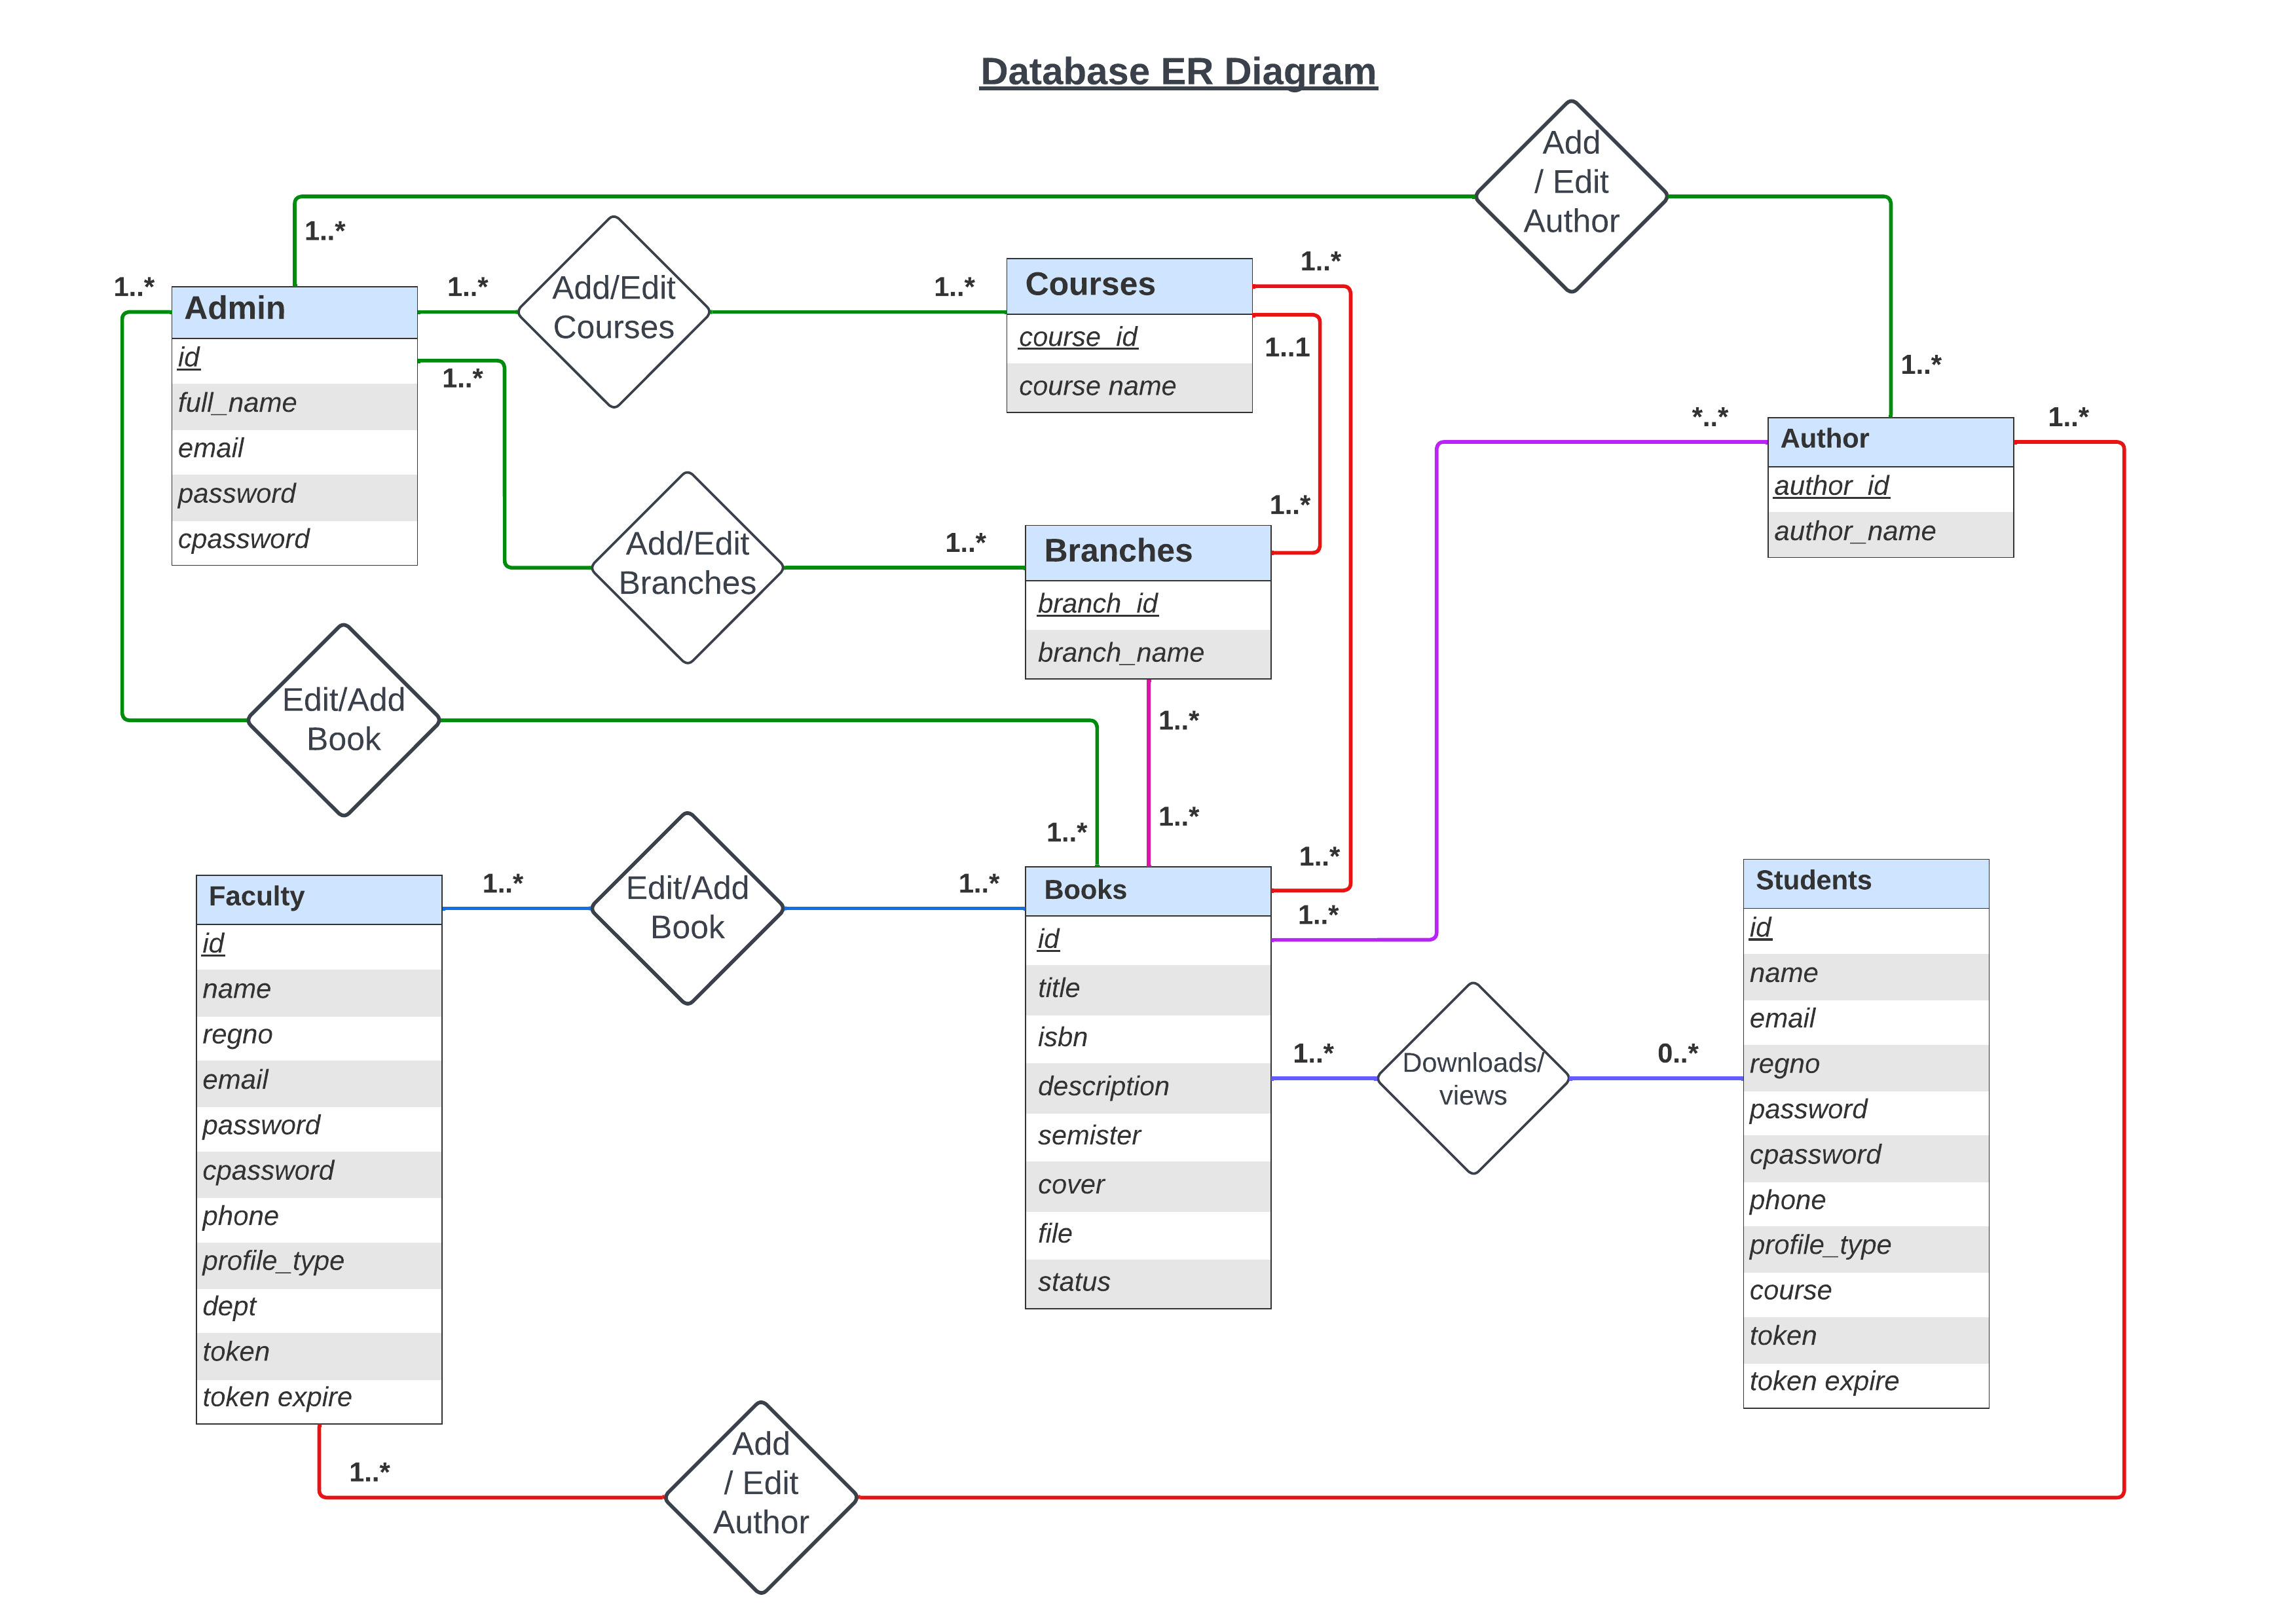 Database ER Diagram
Add
/ Edit
Author
1..*
1..*
1..*
Add/Edit
Courses
1..*
1..*
Admin
id
full_name
email
password
cpassword
1..*
Courses
course_id
course name
1..1
1..*
1..*
*..*
1..*
Author
author_id
author_name
Add/Edit
Branches
1..*
Branches
branch_id
branch_name
Edit/Add
Book
1..*
1..*
1..*
1..*
1..*
Faculty
id
name
regno
email
password
cpassword
phone
profile_type
dept
token
token expire
1..*
Edit/Add
Book
1..*
Books
id
title
isbn
description
semister
cover
file
status
1..*
Downloads/
views
0..*
Students
id
name
email
regno
password
cpassword
phone
profile_type
course
token
token expire
1..*
Add
/ Edit
Author